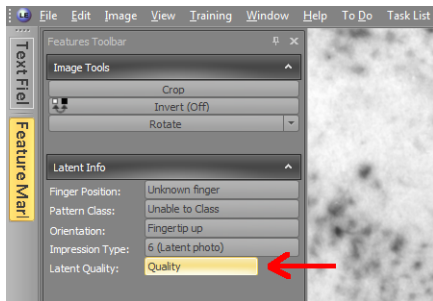 File Edit Image View Training Window Help To Do Task List
Features Toolbar
Text Fiel
Feature Marl
Image Tools
Crop
Invert (Off)
Rotate
Latent Info
Finger Position: Unknown finger
Pattern Class: Unable to Class
Orientation: Fingertip up
Impression Type: 6 (Latent photo)
Latent Quality: Quality